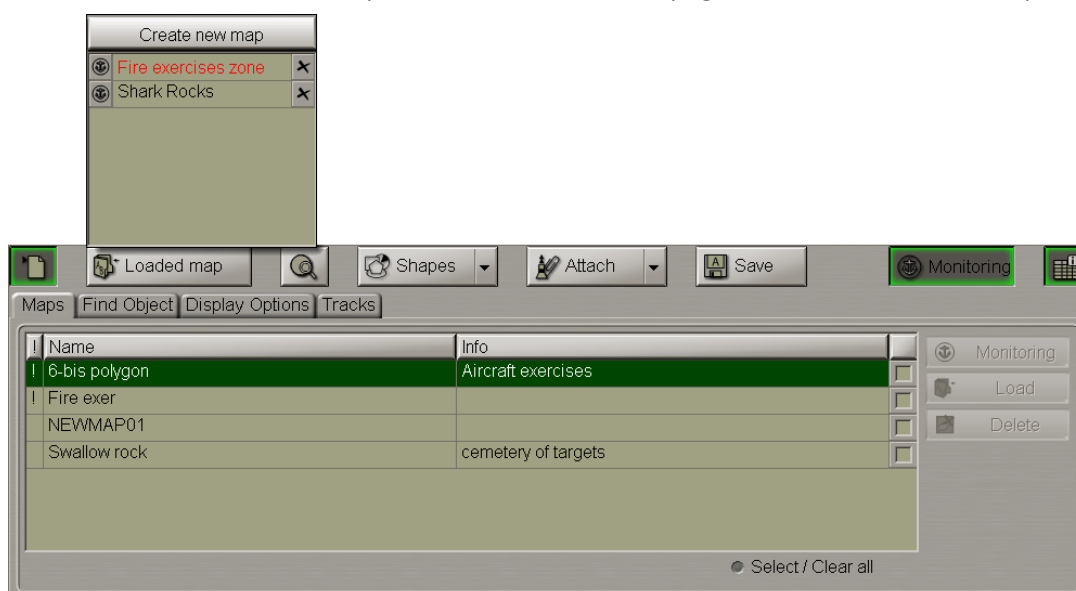 Create new map
Fire exercises zone
Shark Rocks
Loaded map
Shapes
Attach
Save
Monitoring
Maps Find Object Display Options Tracks
! Name Info
! 6-bis polygon Aircraft exercises
! Fire exer
NEWMAP01
Swallow rock cemetery of targets
Monitoring
Load
Delete
Select / Clear all